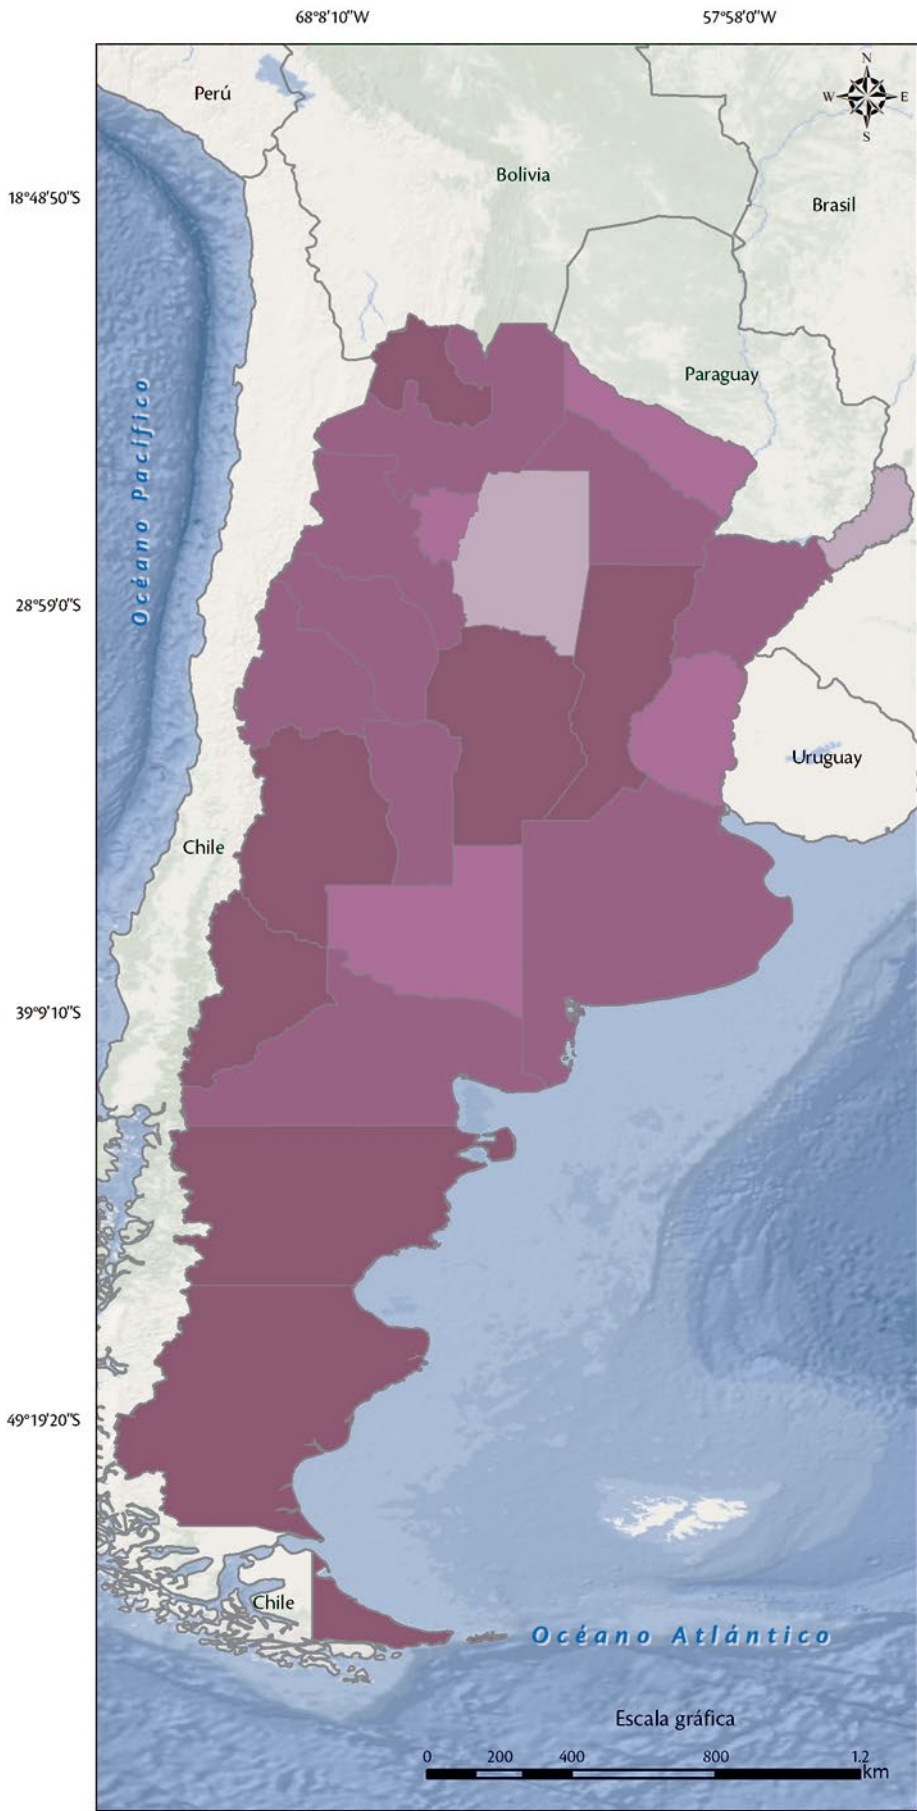 68°8'10"W
57°58'0"W
N
W
E
S
Perú
Bolivia
Brasil
18°48'50"S
Paraguay
Océano Pacífico
28°59'0"S
Uruguay
Chile
39°9'10"S
49°19'20"S
Chile
Océano Atlántico
Escala gráfica
0 200 400 800 1.2
km